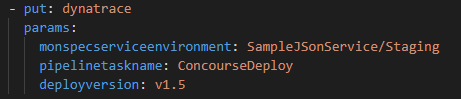 - put: dynatrace
params:
monspecserviceenvironment: SampleJSonService/Staging
pipelinetaskname: ConcourseDeploy
deployversion: v1.5